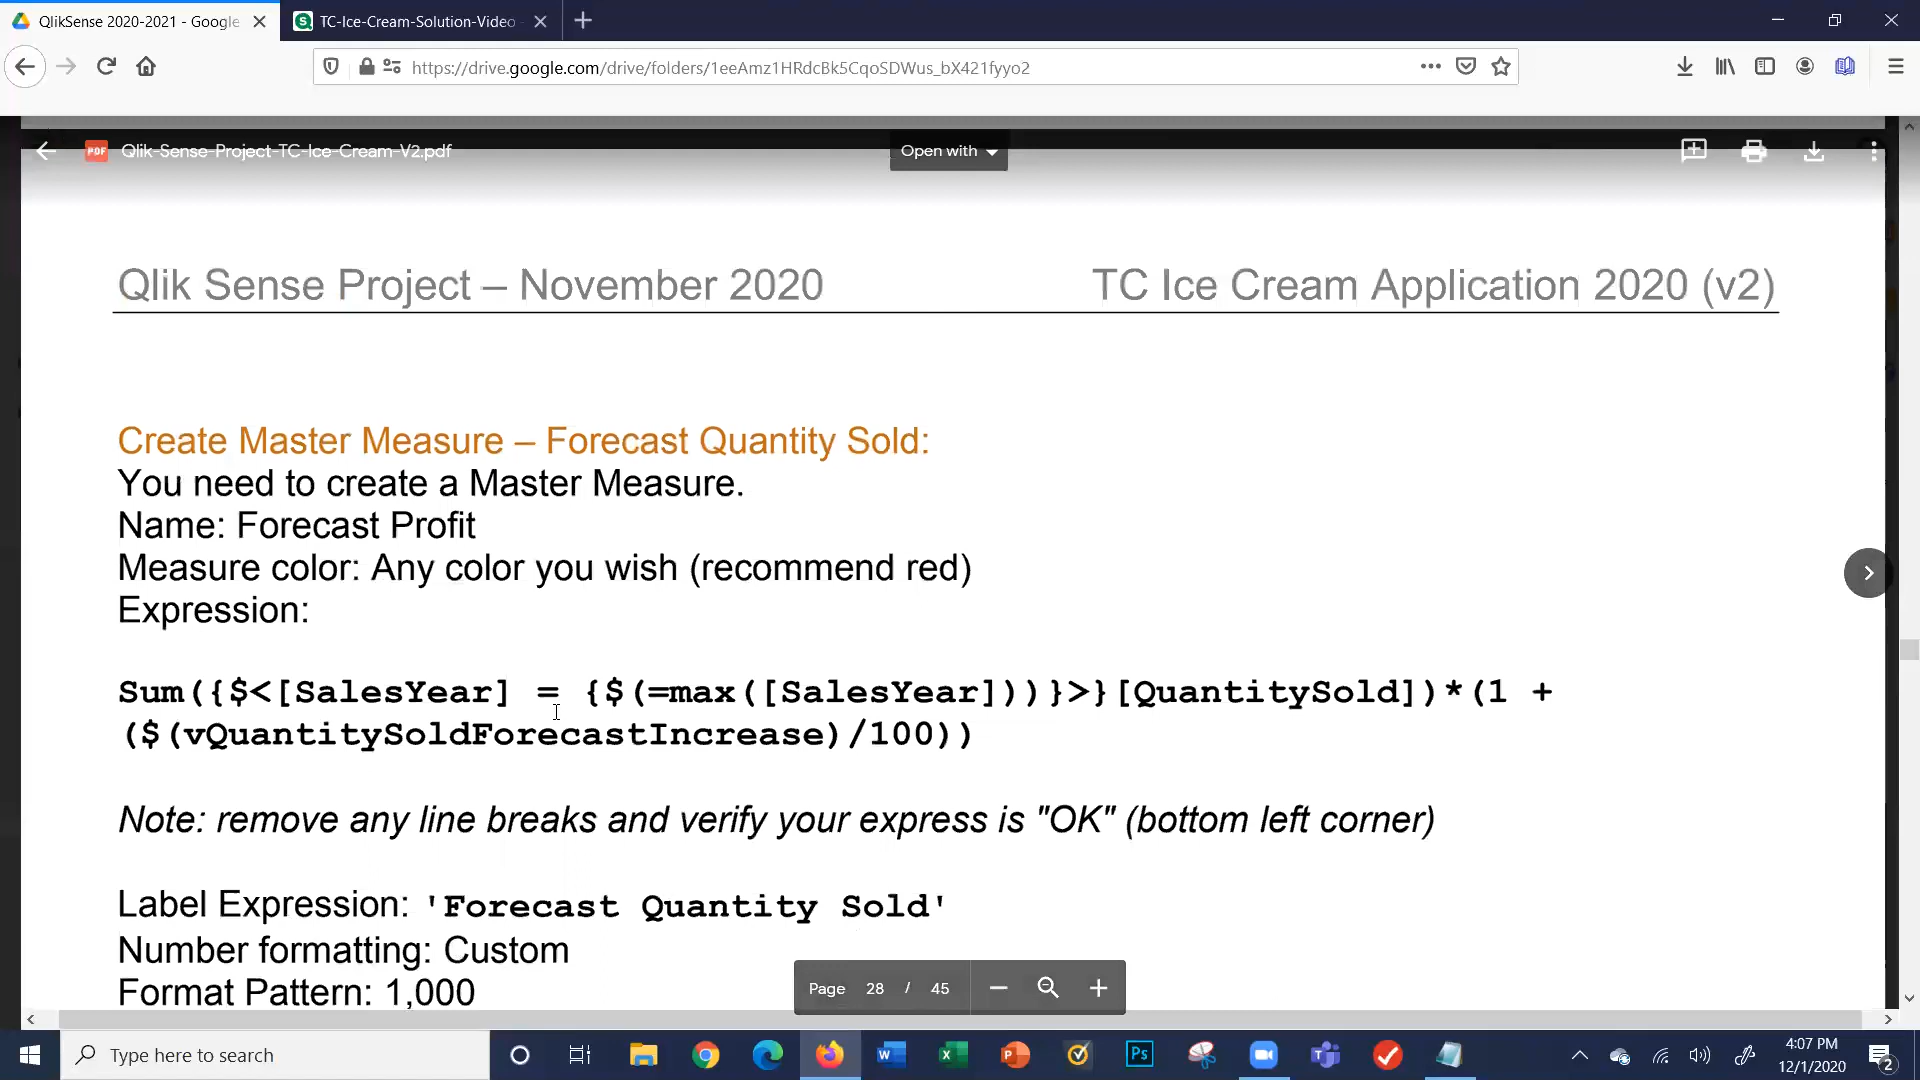 QlikSense 2020-2021 - Google
TC-Ice-Cream-Solution-Video
https://drive.google.com/drive/folders/1eeAmz1HRdcBk5CqoSDWus_bX421fyyo2
PDF
Qlik-Sense-Project-TC-Ice-Cream-V2.pdf
Open with
Qlik Sense Project – November 2020 TC Ice Cream Application 2020 (v2)
Create Master Measure – Forecast Quantity Sold:
You need to create a Master Measure.
Name: Forecast Profit
Measure color: Any color you wish (recommend red)
Expression:
Sum({$<[SalesYear] = {$(=max([SalesYear]))}>}[QuantitySold])*(1 +
($(vQuantitySoldForecastIncrease)/100))
Note: remove any line breaks and verify your express is "OK" (bottom left corner)
Label Expression: 'Forecast Quantity Sold'
Number formatting: Custom
Format Pattern: 1,000
Page 28 / 45
Type here to search
4:07 PM
12/1/2020
2